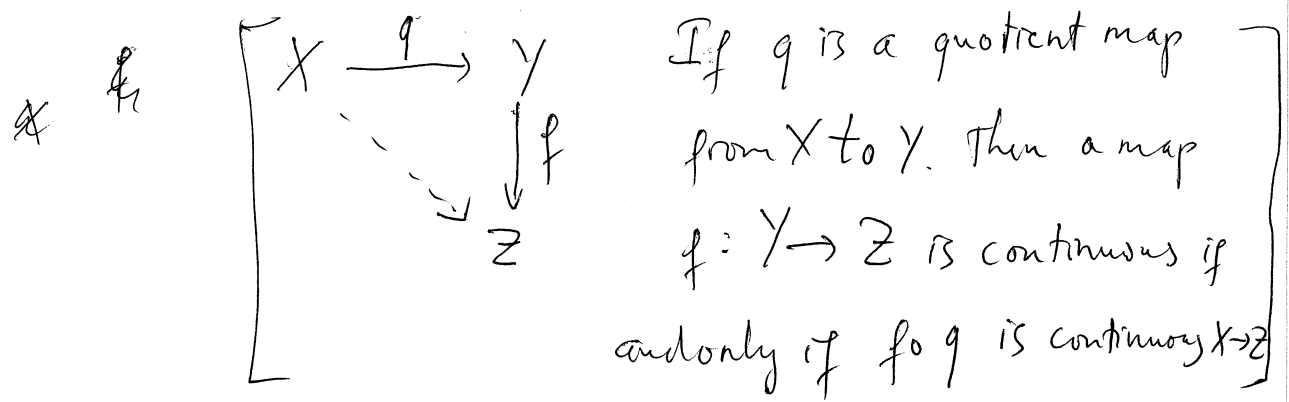 X q Y If q is a quotient map
f from X to Y. Then a map
Z f : Y → Z is continuous if
and only if f o q is continuous X→Z